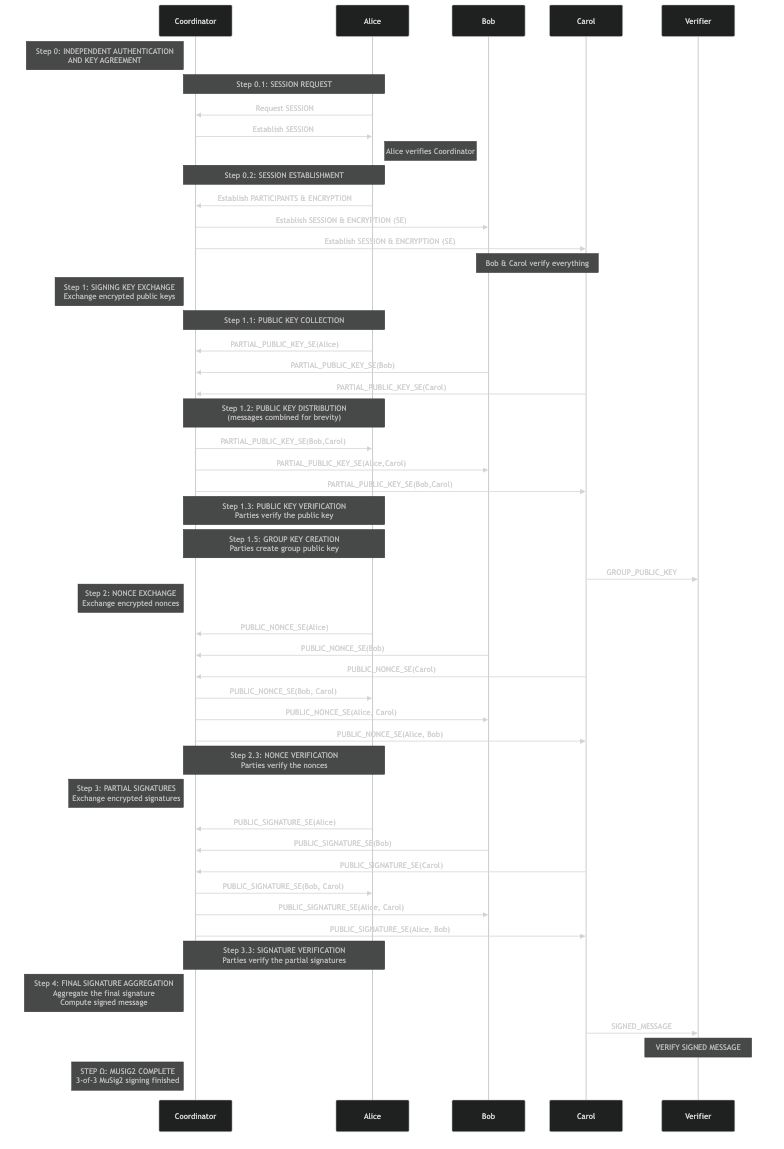 Coordinator
Alice
Bob
Carol
Verifier
Step 0: INDEPENDENT AUTHENTICATION
AND KEY AGREEMENT
Step 0.1: SESSION REQUEST
Request SESSION
Establish SESSION
Alice verifies Coordinator
Step 0.2: SESSION ESTABLISHMENT
Establish PARTICIPANTS & ENCRYPTION
Establish SESSION & ENCRYPTION (SE)
Establish SESSION & ENCRYPTION (SE)
Bob & Carol verify everything
Step 1: SIGNING KEY EXCHANGE
Exchange encrypted public keys
Step 1.1: PUBLIC KEY COLLECTION
PARTIAL_PUBLIC_KEY_SE(Alice)
PARTIAL_PUBLIC_KEY_SE(Bob)
PARTIAL_PUBLIC_KEY_SE(Carol)
Step 1.2: PUBLIC KEY DISTRIBUTION
(messages combined for brevity)
PARTIAL_PUBLIC_KEY_SE(Bob,Carol)
PARTIAL_PUBLIC_KEY_SE(Alice,Carol)
PARTIAL_PUBLIC_KEY_SE(Bob,Carol)
Step 1.3: PUBLIC KEY VERIFICATION
Parties verify the public key
Step 1.5: GROUP KEY CREATION
Parties create group public key
GROUP_PUBLIC_KEY
Step 2: NONCE EXCHANGE
Exchange encrypted nonces
PUBLIC_NONCE_SE(Alice)
PUBLIC_NONCE_SE(Bob)
PUBLIC_NONCE_SE(Carol)
PUBLIC_NONCE_SE(Bob, Carol)
PUBLIC_NONCE_SE(Alice, Carol)
PUBLIC_NONCE_SE(Alice, Bob)
Step 2.3: NONCE VERIFICATION
Parties verify the nonces
Step 3: PARTIAL SIGNATURES
Exchange encrypted signatures
PUBLIC_SIGNATURE_SE(Alice)
PUBLIC_SIGNATURE_SE(Bob)
PUBLIC_SIGNATURE_SE(Carol)
PUBLIC_SIGNATURE_SE(Bob, Carol)
PUBLIC_SIGNATURE_SE(Alice, Carol)
PUBLIC_SIGNATURE_SE(Alice, Bob)
Step 3.3: SIGNATURE VERIFICATION
Parties verify the partial signatures
Step 4: FINAL SIGNATURE AGGREGATION
Aggregate the final signature
Compute signed message
SIGNED_MESSAGE
VERIFY SIGNED MESSAGE
STEP Ω: MUSIG2 COMPLETE
3-of-3 MuSig2 signing finished
Coordinator
Alice
Bob
Carol
Verifier